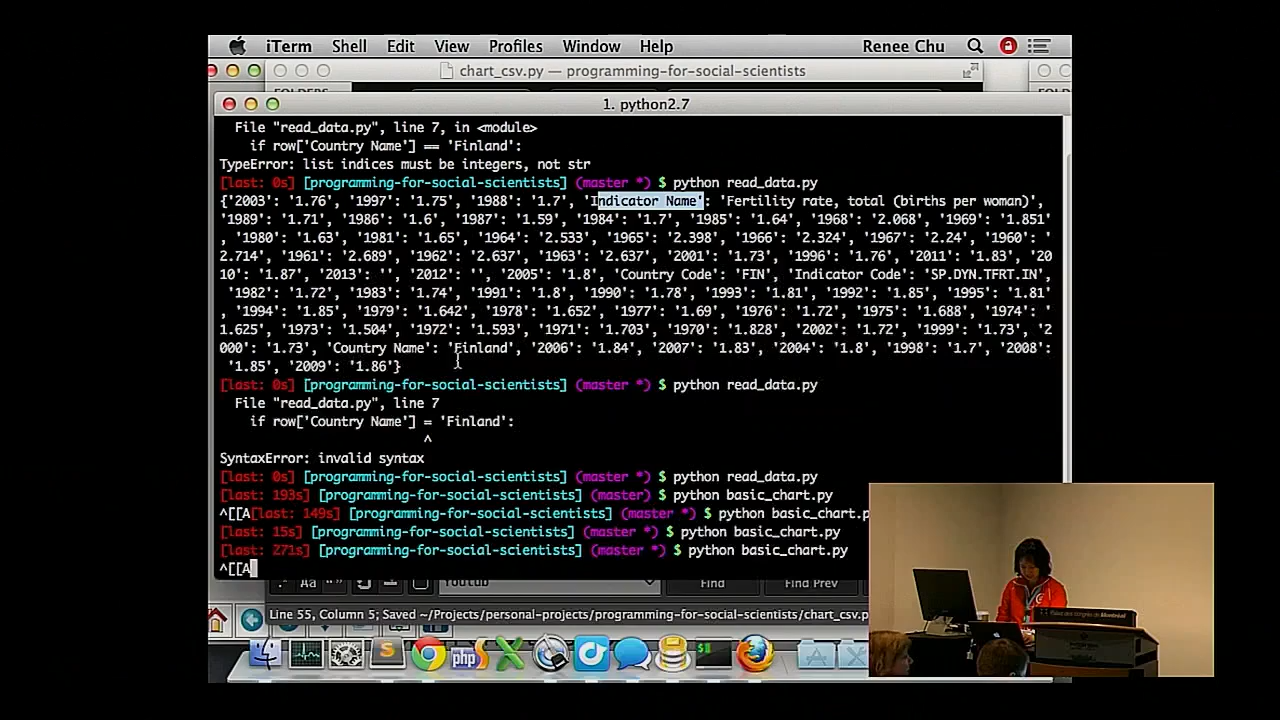 iTerm Shell Edit View Profiles Window Help Renee Chu
chart_csv.py — programming-for-social-scientists
1. python2.7
File "read_data.py", line 7, in <module>
if row['Country Name'] == 'Finland':
TypeError: list indices must be integers, not str
[last: 0s] [programming-for-social-scientists] (master *) $ python read_data.py
{'2003': '1.76', '1997': '1.75', '1988': '1.7', 'Indicator Name': 'Fertility rate, total (births per woman)',
'1989': '1.71', '1986': '1.6', '1987': '1.59', '1984': '1.7', '1985': '1.64', '1968': '2.068', '1969': '1.851
', '1980': '1.63', '1981': '1.65', '1964': '2.533', '1965': '2.398', '1966': '2.324', '1967': '2.24', '1960': '
2.714', '1961': '2.689', '1962': '2.637', '1963': '2.637', '2001': '1.73', '1996': '1.76', '2011': '1.83', '20
10': '1.87', '2013': '', '2012': '', '2005': '1.8', 'Country Code': 'FIN', 'Indicator Code': 'SP.DYN.TFRT.IN',
'1982': '1.72', '1983': '1.74', '1991': '1.8', '1990': '1.78', '1993': '1.81', '1992': '1.85', '1995': '1.81'
, '1994': '1.85', '1979': '1.642', '1978': '1.652', '1977': '1.69', '1976': '1.72', '1975': '1.688', '1974': '
1.625', '1973': '1.504', '1972': '1.593', '1971': '1.703', '1970': '1.828', '2002': '1.72', '1999': '1.73', '2
000': '1.73', 'Country Name': 'Finland', '2006': '1.84', '2007': '1.83', '2004': '1.8', '1998': '1.7', '2008':
'1.85', '2009': '1.86'}
[last: 0s] [programming-for-social-scientists] (master *) $ python read_data.py
File "read_data.py", line 7
if row['Country Name'] = 'Finland':
^
SyntaxError: invalid syntax
[last: 0s] [programming-for-social-scientists] (master *) $ python read_data.py
[last: 193s] [programming-for-social-scientists] (master) $ python basic_chart.py
^[[A[last: 149s] [programming-for-social-scientists] (master *) $ python basic_chart.p
[last: 15s] [programming-for-social-scientists] (master *) $ python basic_chart.py
[last: 271s] [programming-for-social-scientists] (master *) $ python basic_chart.py
^[[A
Aa Find Find Prev
Line 55, Column 5; Saved ~/Projects/personal-projects/programming-for-social-scientists/chart_csv.p
php